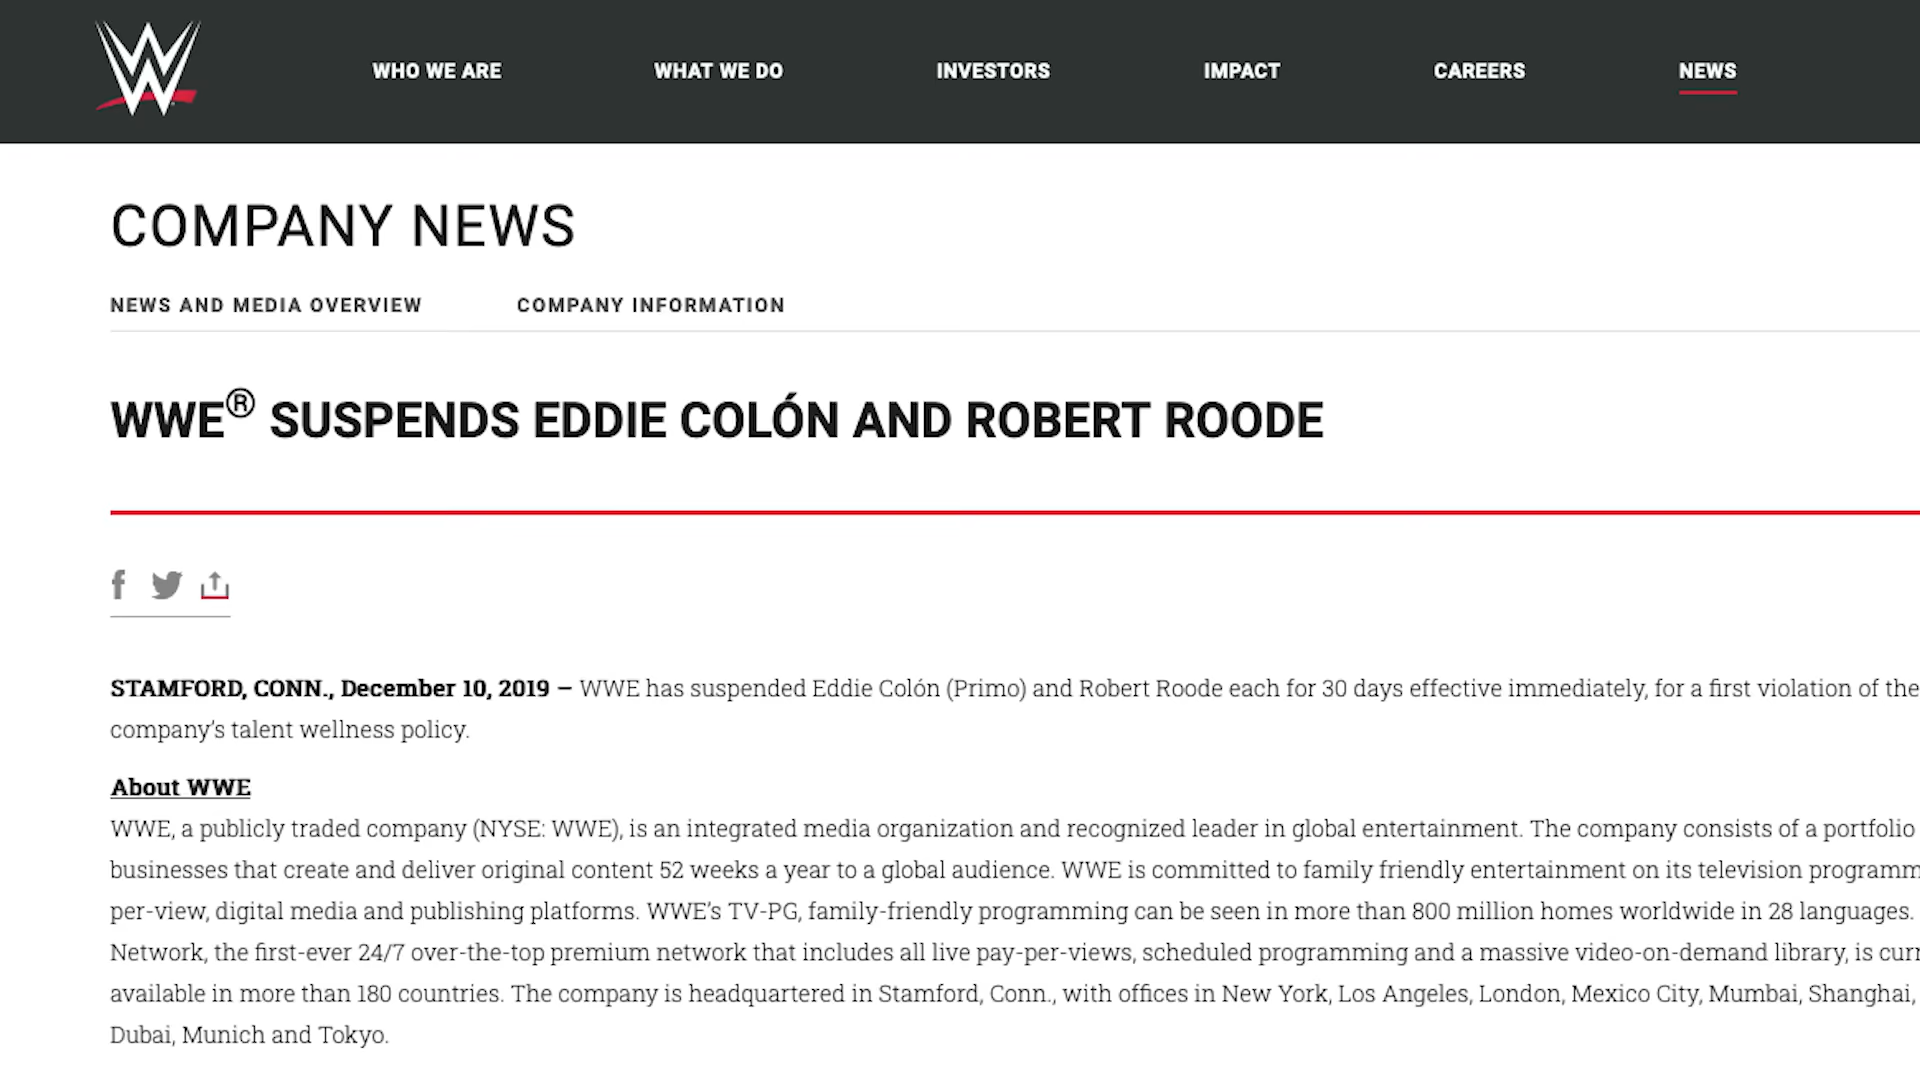 W
WHO WE ARE WHAT WE DO INVESTORS IMPACT CAREERS NEWS
COMPANY NEWS
NEWS AND MEDIA OVERVIEW COMPANY INFORMATION
WWE® SUSPENDS EDDIE COLÓN AND ROBERT ROODE
STAMFORD, CONN., December 10, 2019 – WWE has suspended Eddie Colón (Primo) and Robert Roode each for 30 days effective immediately, for a first violation of the
company's talent wellness policy.
About WWE
WWE, a publicly traded company (NYSE: WWE), is an integrated media organization and recognized leader in global entertainment. The company consists of a portfolio
businesses that create and deliver original content 52 weeks a year to a global audience. WWE is committed to family friendly entertainment on its television
per-view, digital media and publishing platforms. WWE's TV-PG, family-friendly programming can be seen in more than 800 million homes worldwide in 28 languages.
Network, the first-ever 24/7 over-the-top premium network that includes all live pay-per-views, scheduled programming and a massive video-on-demand library, is
available in more than 180 countries. The company is headquartered in Stamford, Conn., with offices in New York, Los Angeles, London, Mexico City, Mumbai, Shanghai,
Dubai, Munich and Tokyo.